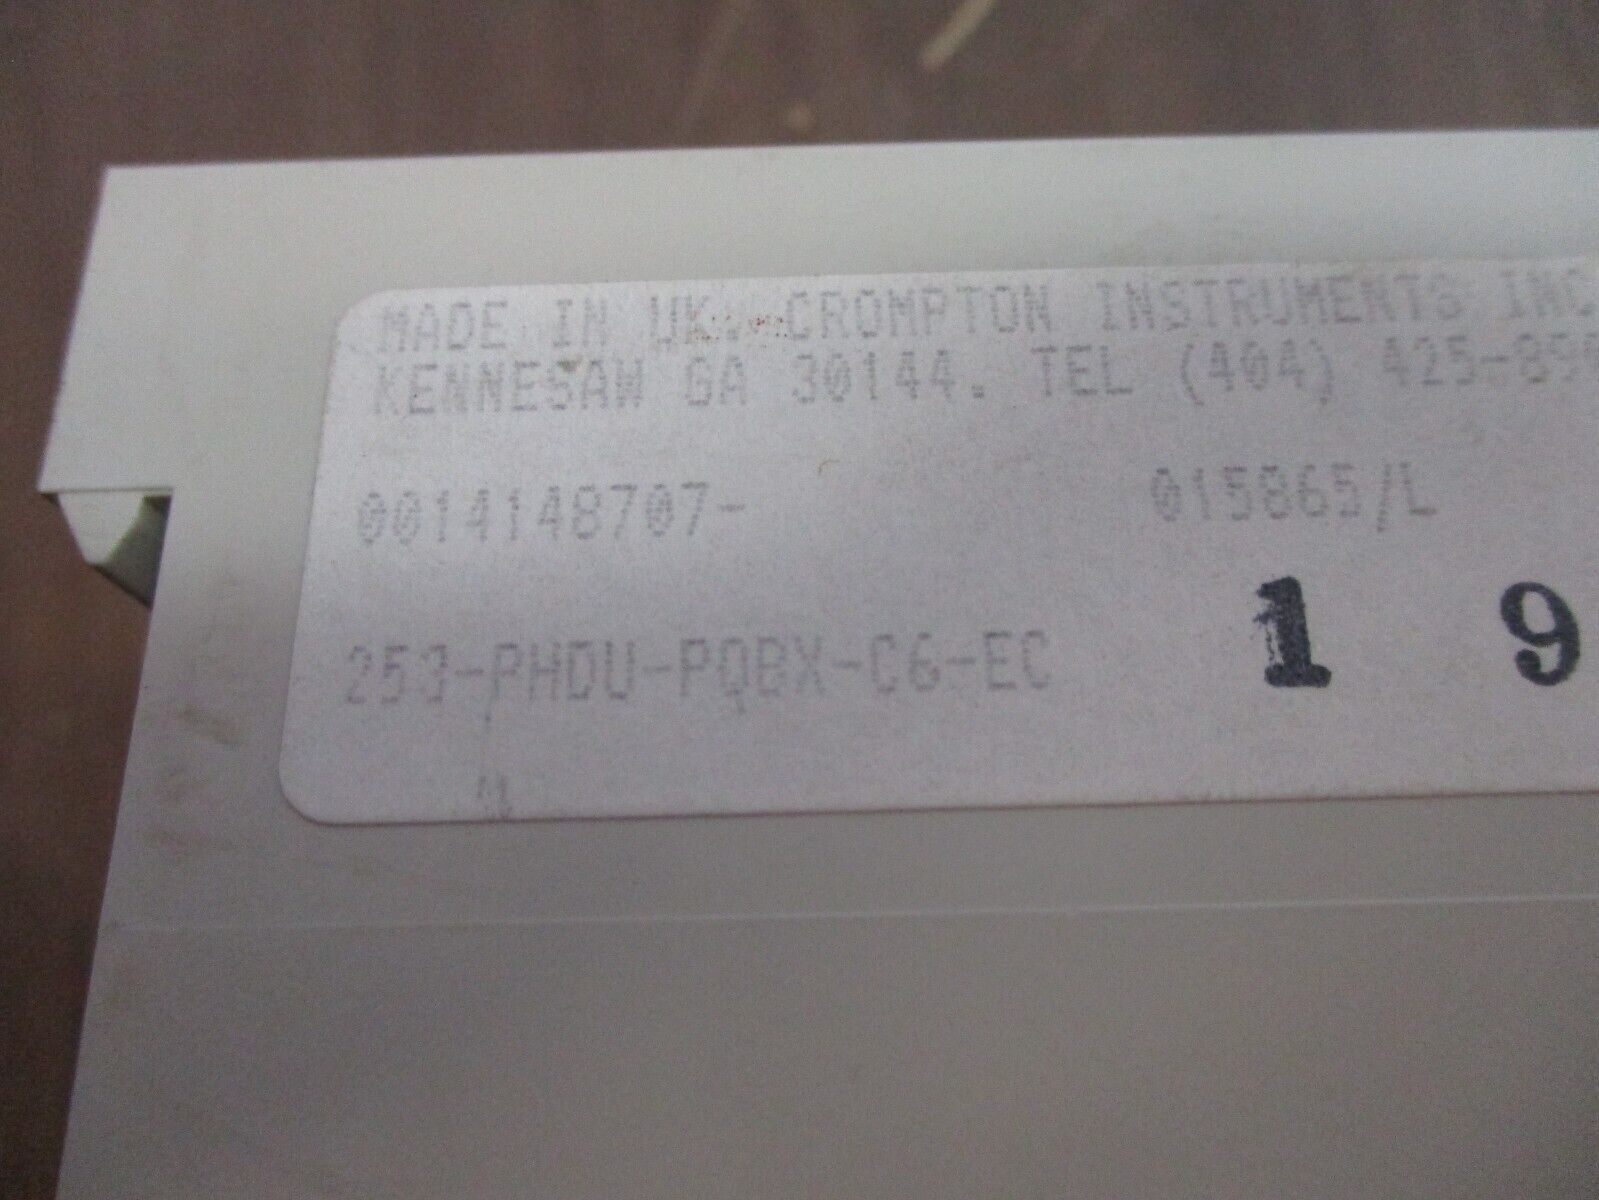 MADE IN UK. CROMPTON INSTRUMENTS INC
KENNESAW GA 30144. TEL (404) 425-890
0014148707- 015865/L
253-PHDU-PQBX-C6-EC 1 9